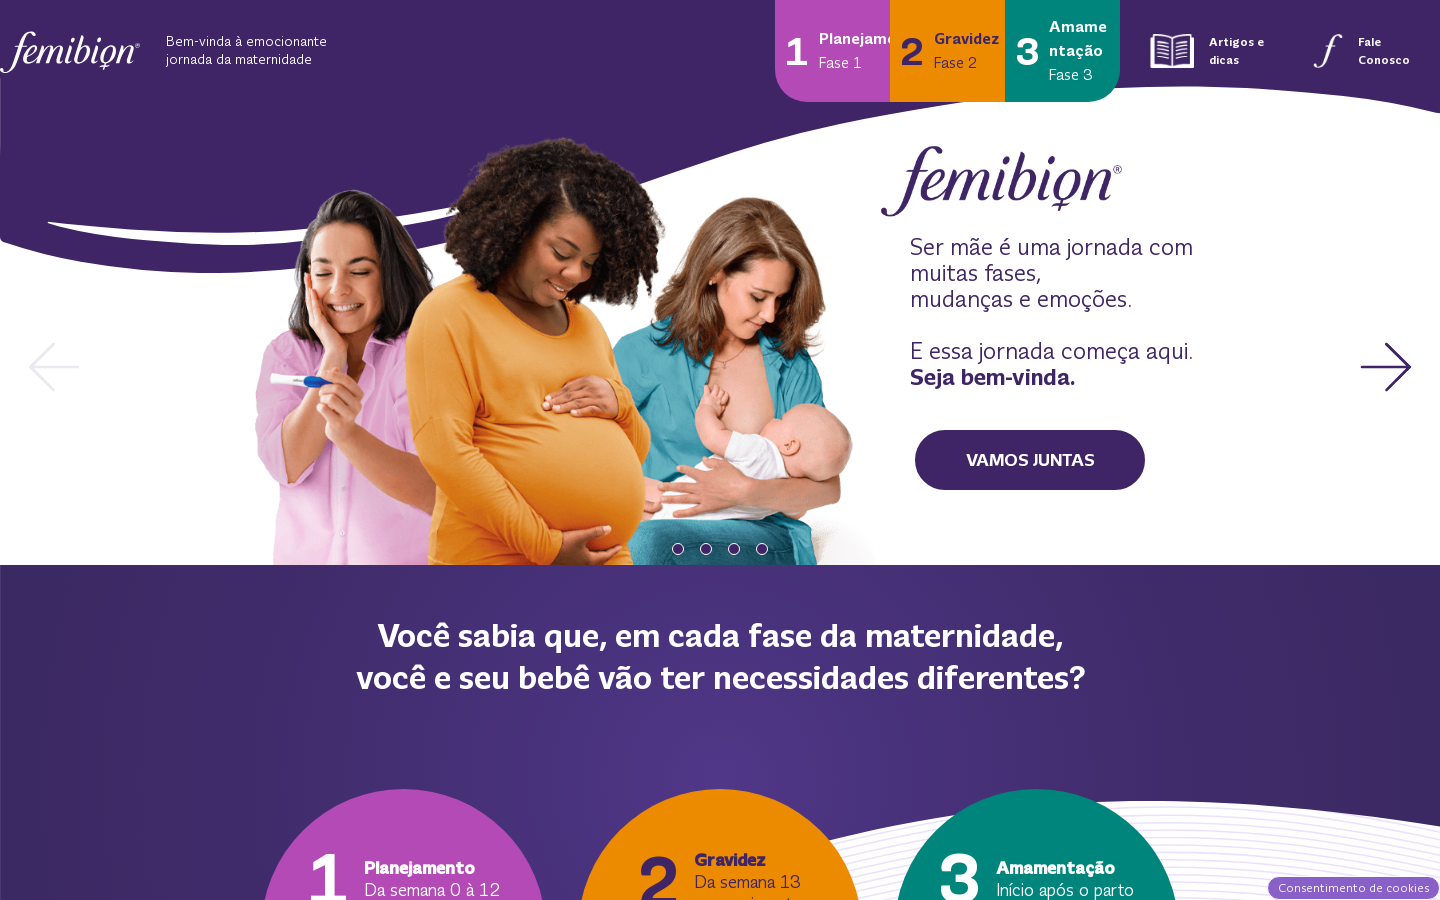 femibion®
Bem-vinda à emocionante
jornada da maternidade
1
Planejame
Fase 1
2
Gravidez
Fase 2
3
Amame
ntação
Fase 3
Artigos e
dicas
f
Fale
Conosco
femibion®
Ser mãe é uma jornada com
muitas fases,
mudanças e emoções.
E essa jornada começa aqui.
Seja bem-vinda.
VAMOS JUNTAS
Você sabia que, em cada fase da maternidade,
você e seu bebê vão ter necessidades diferentes?
1
Planejamento
Da semana 0 à 12
2
Gravidez
Da semana 13
3
Amamentação
Início após o parto
Consentimento de cookies